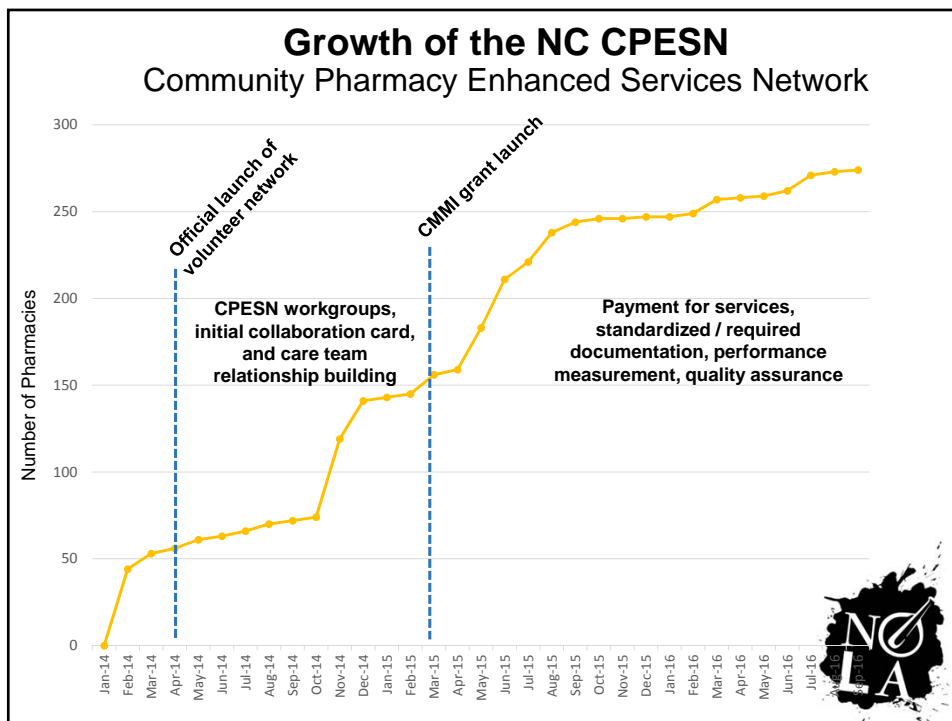 Growth of the NC CPESN
Community Pharmacy Enhanced Services Network
Number of Pharmacies
300
250
200
150
100
50
0
Official launch of
volunteer network
CMMI grant launch
CPESN workgroups,
initial collaboration card,
and care team
relationship building
Payment for services,
standardized / required
documentation, performance
measurement, quality assurance
Jan-14
Feb-14
Mar-14
Apr-14
May-14
Jun-14
Jul-14
Aug-14
Sep-14
Oct-14
Nov-14
Dec-14
Jan-15
Feb-15
Mar-15
Apr-15
May-15
Jun-15
Jul-15
Aug-15
Sep-15
Oct-15
Nov-15
Dec-15
Jan-16
Feb-16
Mar-16
Apr-16
May-16
Jun-16
Jul-16
Aug-16
Sep-16
NO
LA